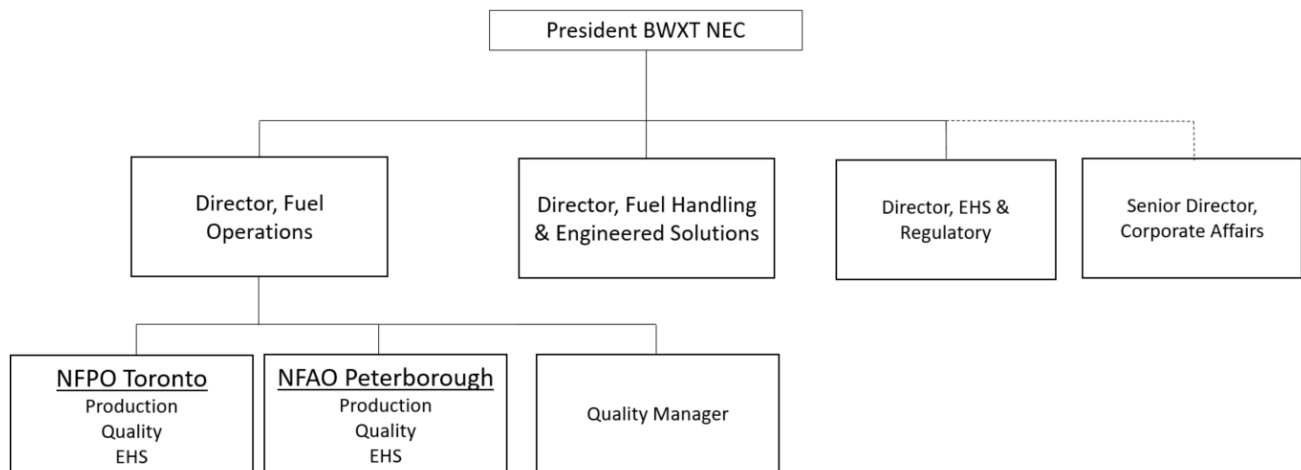 President BWXT NEC
Director, Fuel
Operations
Director, Fuel Handling
& Engineered Solutions
Director, EHS &
Regulatory
Senior Director,
Corporate Affairs
NFPO Toronto
Production
Quality
EHS
NFAO Peterborough
Production
Quality
EHS
Quality Manager